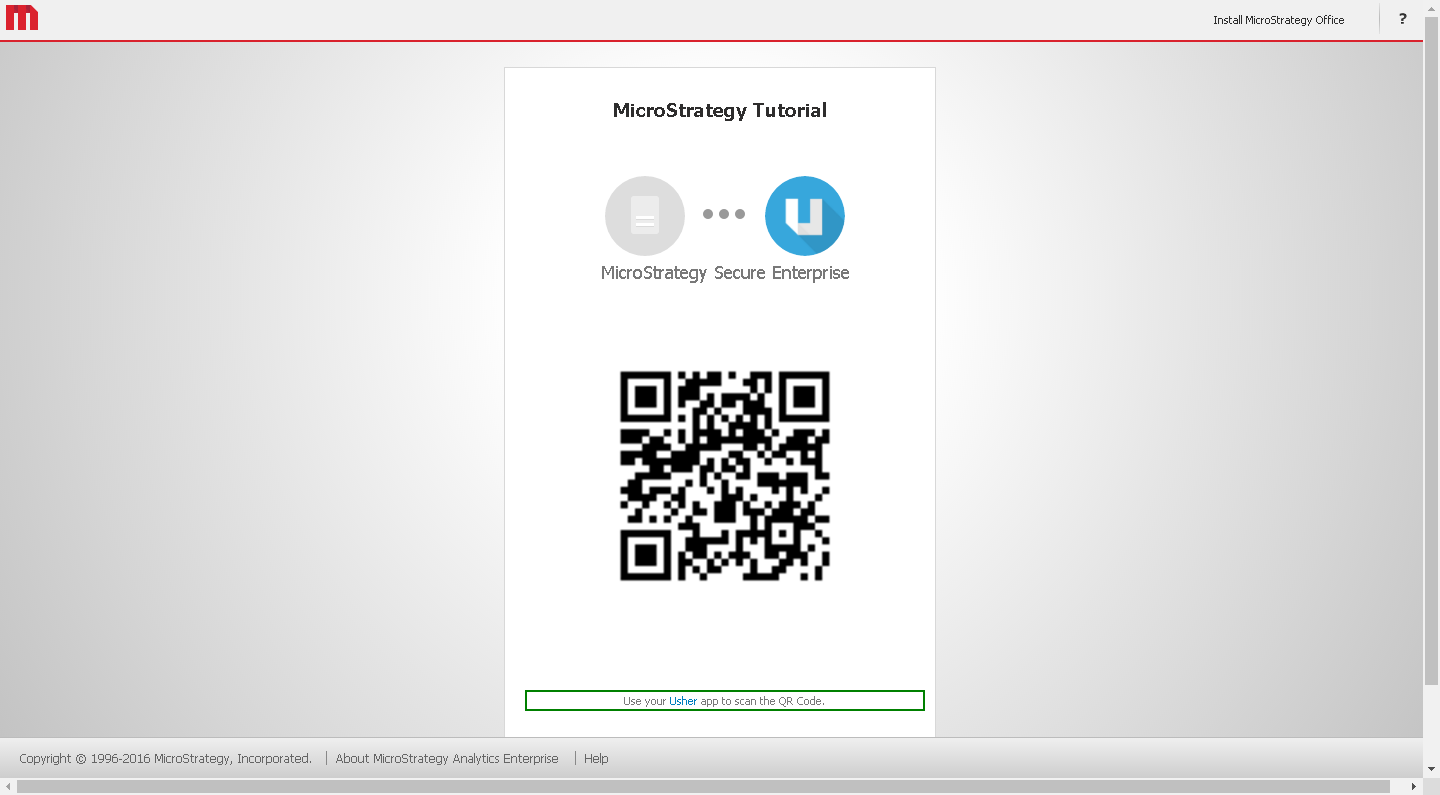 Install MicroStrategy Office
?
MicroStrategy Tutorial
MicroStrategy Secure Enterprise
Use your Usher app to scan the QR Code.
Copyright © 1996-2016 MicroStrategy, Incorporated.
About MicroStrategy Analytics Enterprise
Help